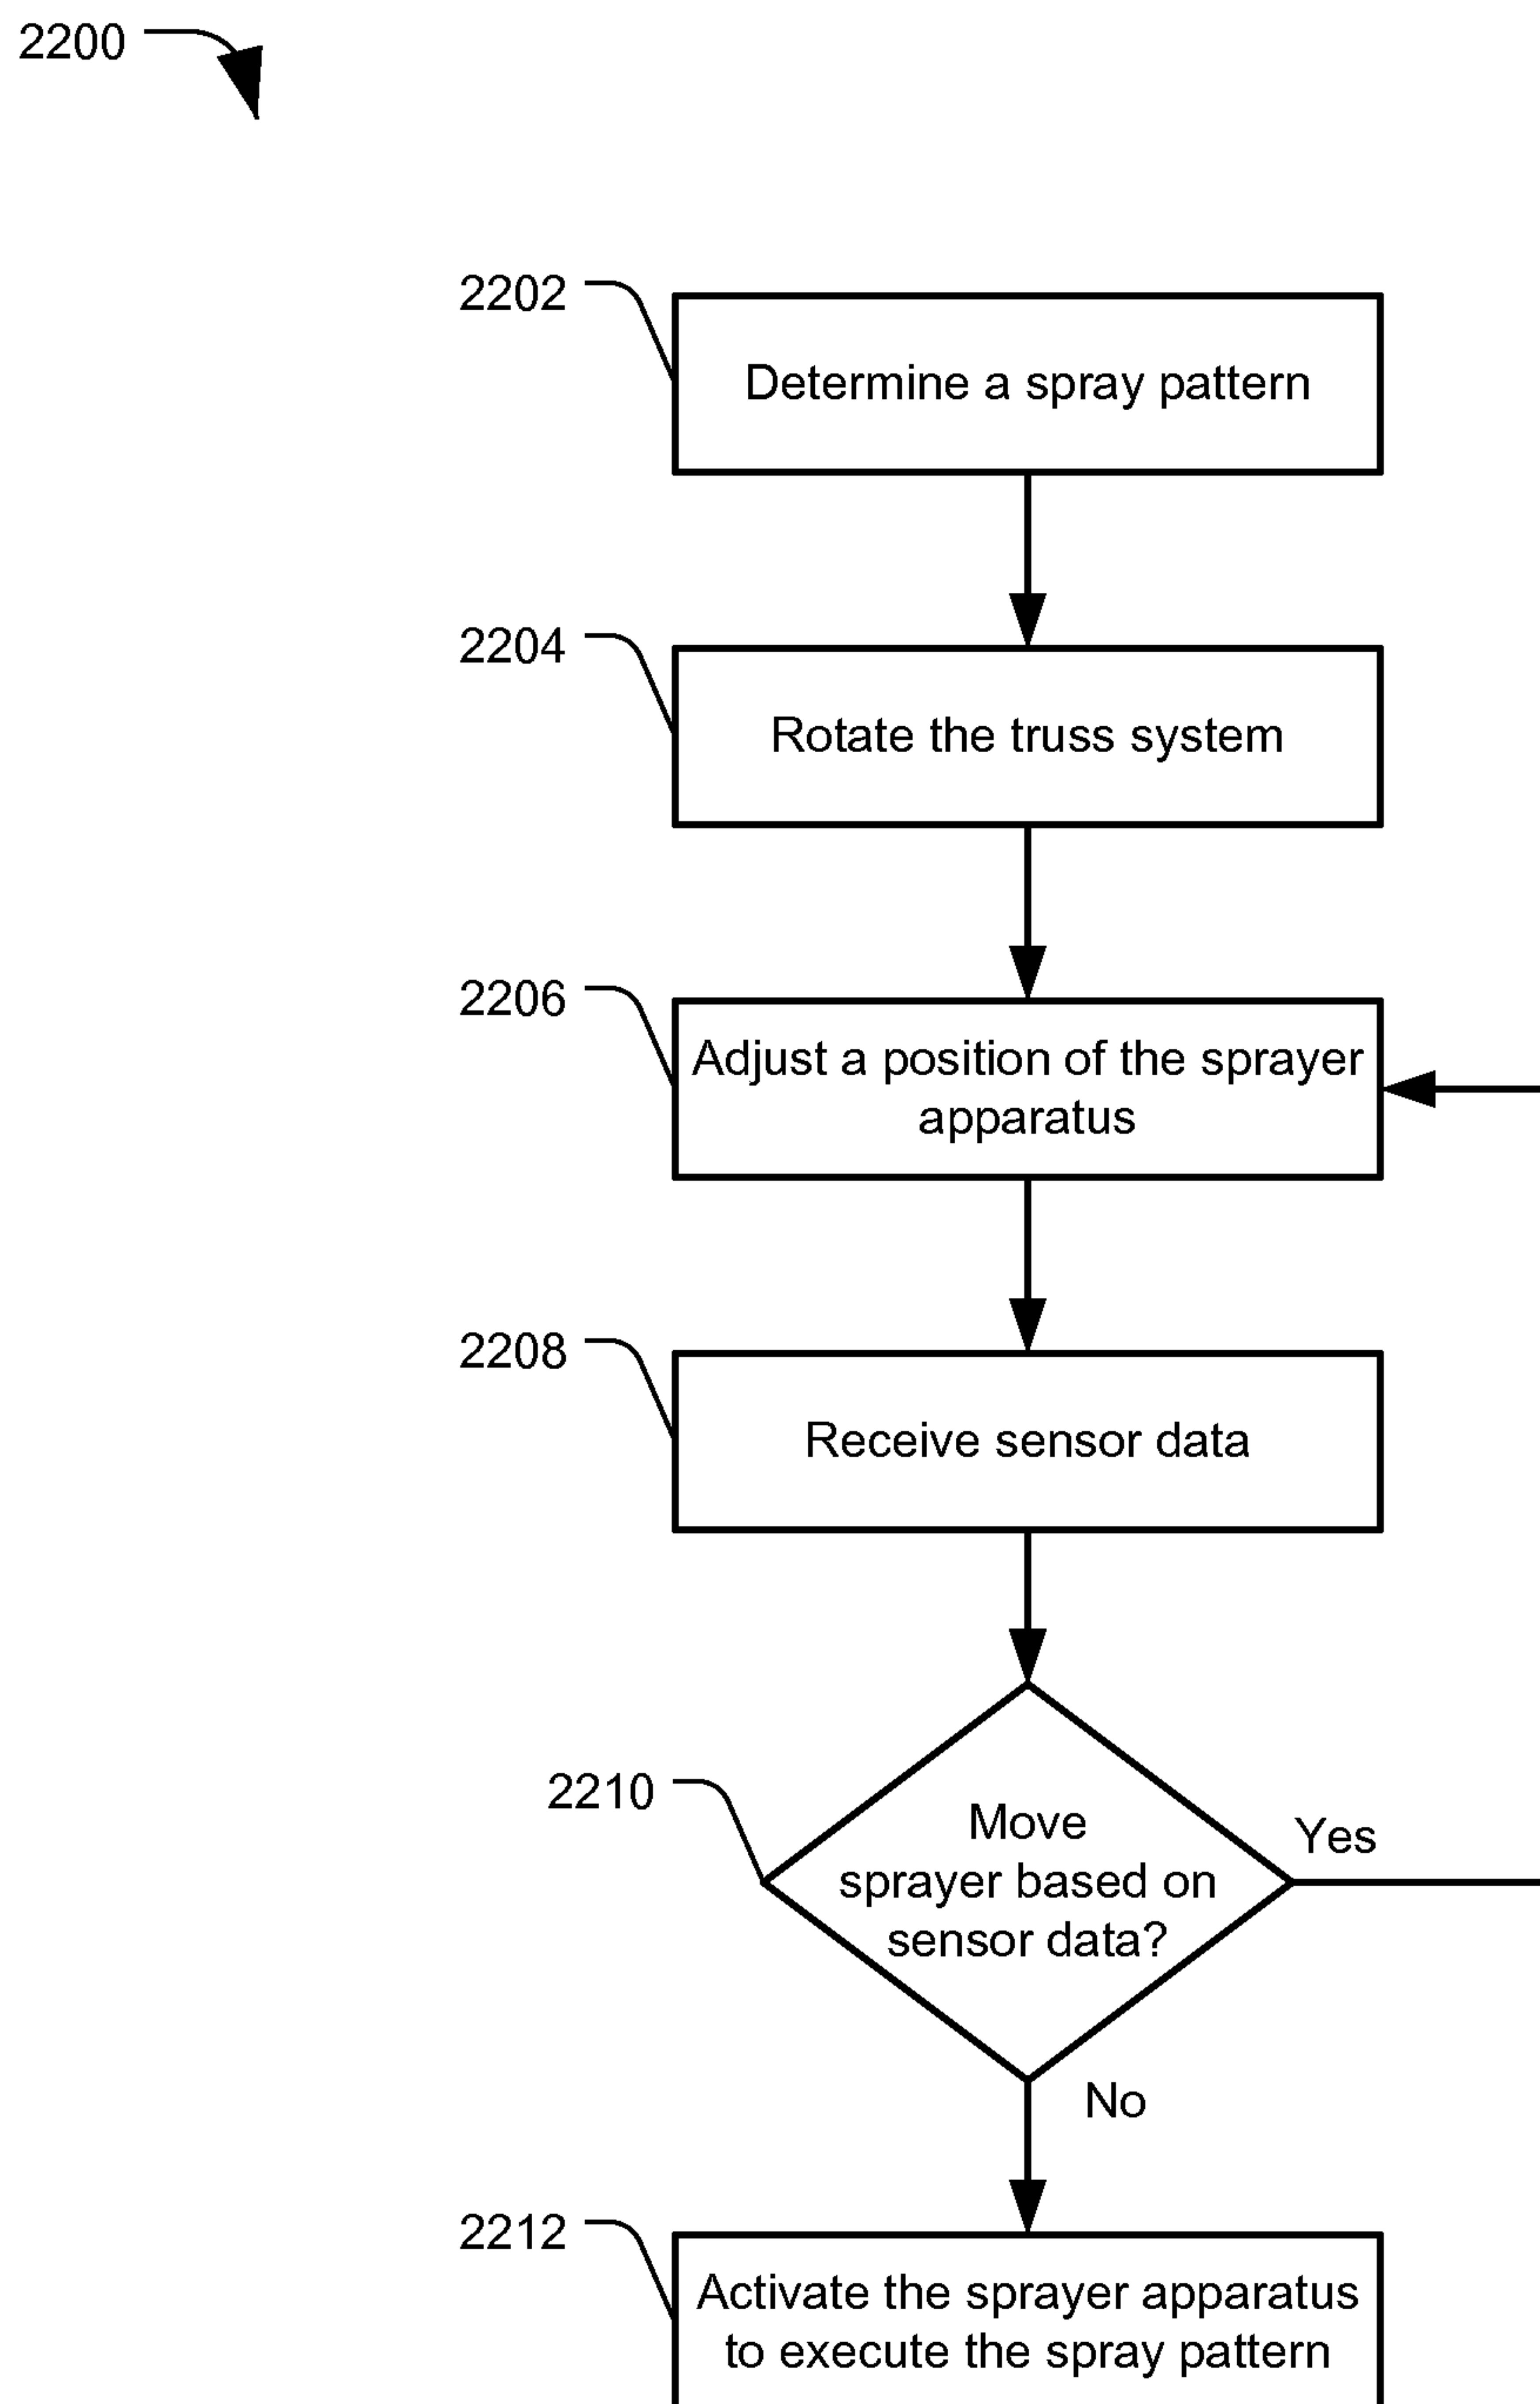 2200
2202
Determine a spray pattern
2204
Rotate the truss system
2206
Adjust a position of the sprayer
apparatus
2208
Receive sensor data
2210
Move
sprayer based on
sensor data?
Yes
No
2212
Activate the sprayer apparatus
to execute the spray pattern